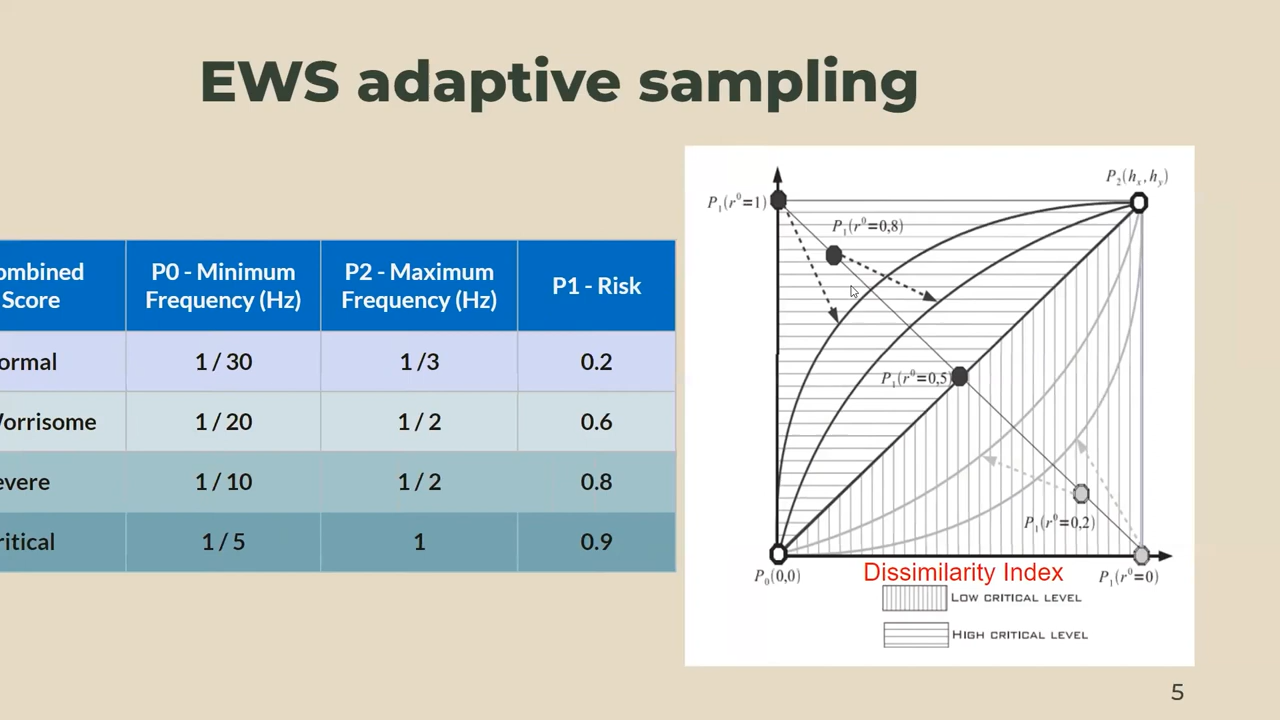 EWS adaptive sampling
ombined
Score
P0 - Minimum
Frequency (Hz)
P2 - Maximum
Frequency (Hz)
P1 - Risk
ormal
1 / 30
1 /3
0.2
Vorrisome
1 / 20
1 / 2
0.6
evere
1 / 10
1 / 2
0.8
ritical
1 / 5
1
0.9
P₂(hₓ,hᵧ)
P₁(r⁰=1)
P₁(r⁰=0,8)
P₁(r⁰=0,5)
P₁(r⁰=0,2)
P₀(0,0)
Dissimilarity Index
P₁(r⁰=0)
LOW CRITICAL LEVEL
HIGH CRITICAL LEVEL
5